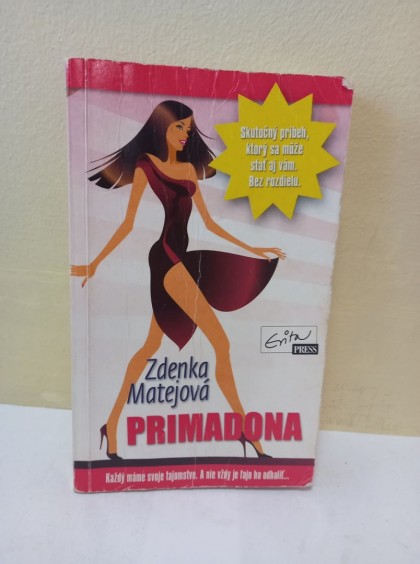 Skutočný príbeh,
ktorý sa môže
stať aj vám.
Bez rozdielu.
Evita
PRESS
Zdenka
Matejová
PRIMADONA
Každý máme svoje tajomstvo. A nie vždy je fajn ho odhaliť...